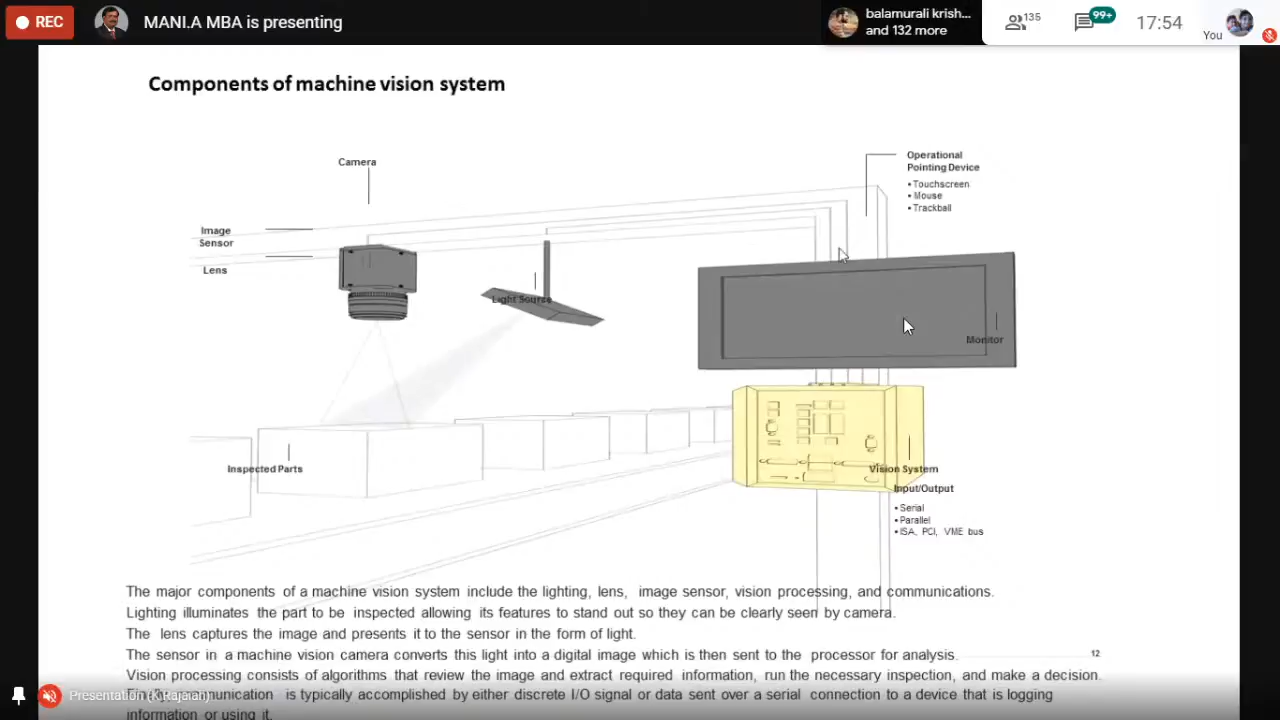 REC
MANI.A MBA is presenting
balamurali krish...
and 132 more
135
99+
17:54
You
Components of machine vision system
Camera
Operational
Pointing Device
• Touchscreen
• Mouse
• Trackball
Image
Sensor
Lens
Light Source
Monitor
Inspected Parts
Vision System
Input/Output
• Serial
• Parallel
• ISA, PCI, VME bus
The major components of a machine vision system include the lighting, lens, image sensor, vision processing, and communications.
Lighting illuminates the part to be inspected allowing its features to stand out so they can be clearly seen by camera.
The lens captures the image and presents it to the sensor in the form of light.
The sensor in a machine vision camera converts this light into a digital image which is then sent to the processor for analysis.
12
Vision processing consists of algorithms that review the image and extract required information, run the necessary inspection, and make a decision.
Presentation (K Rajaian)
communication is typically accomplished by either discrete I/O signal or data sent over a serial connection to a device that is logging
information or using it.